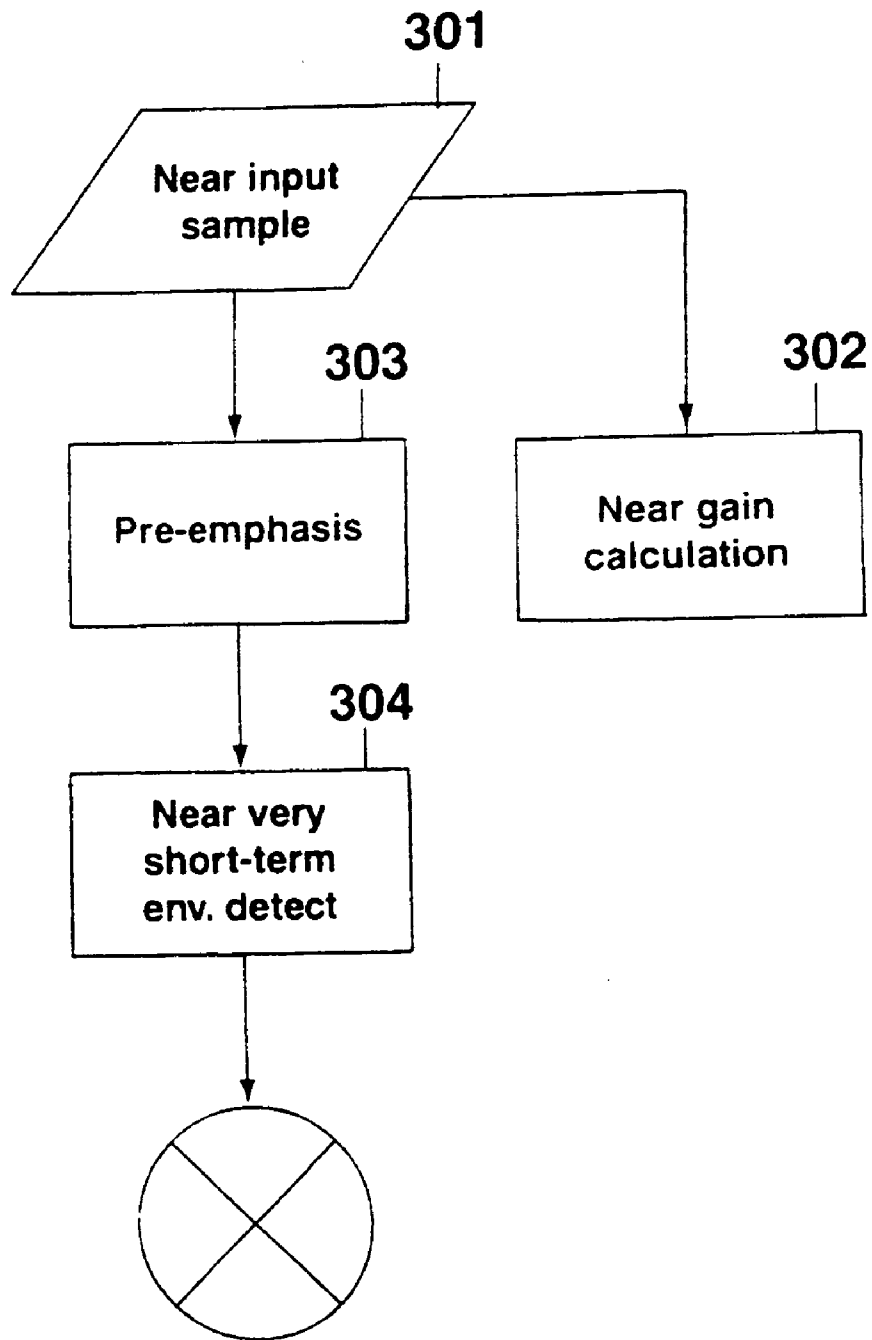 301
Near input
sample
303
Pre-emphasis
302
Near gain
calculation
304
Near very
short-term
env. detect